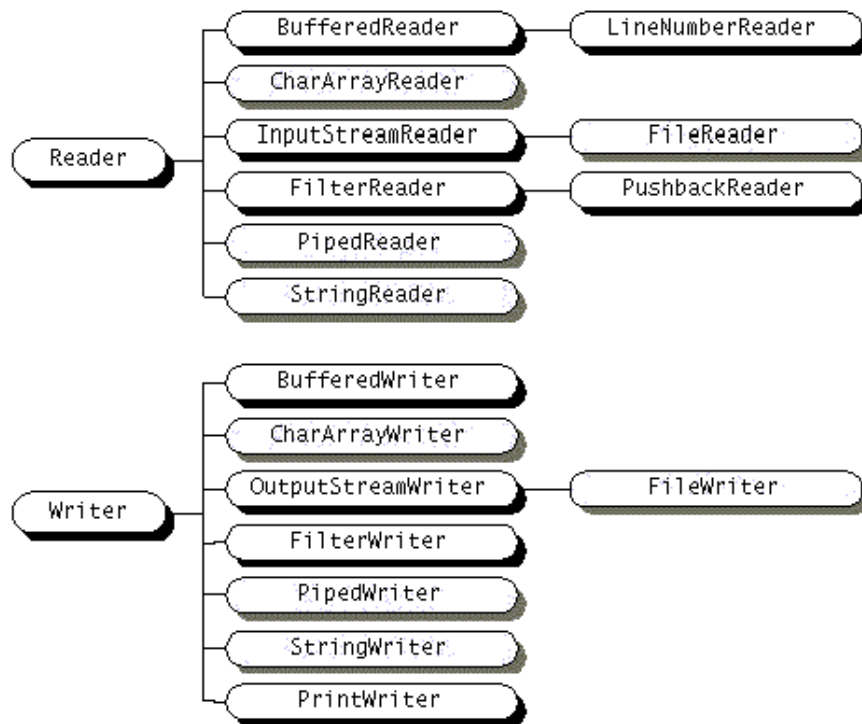 BufferedReader LineNumberReader
CharArrayReader
InputStreamReader FileReader
Reader
FilterReader PushbackReader
PipedReader
StringReader
BufferedWriter
CharArrayWriter
OutputStreamWriter FileWriter
Writer
FilterWriter
PipedWriter
StringWriter
PrintWriter